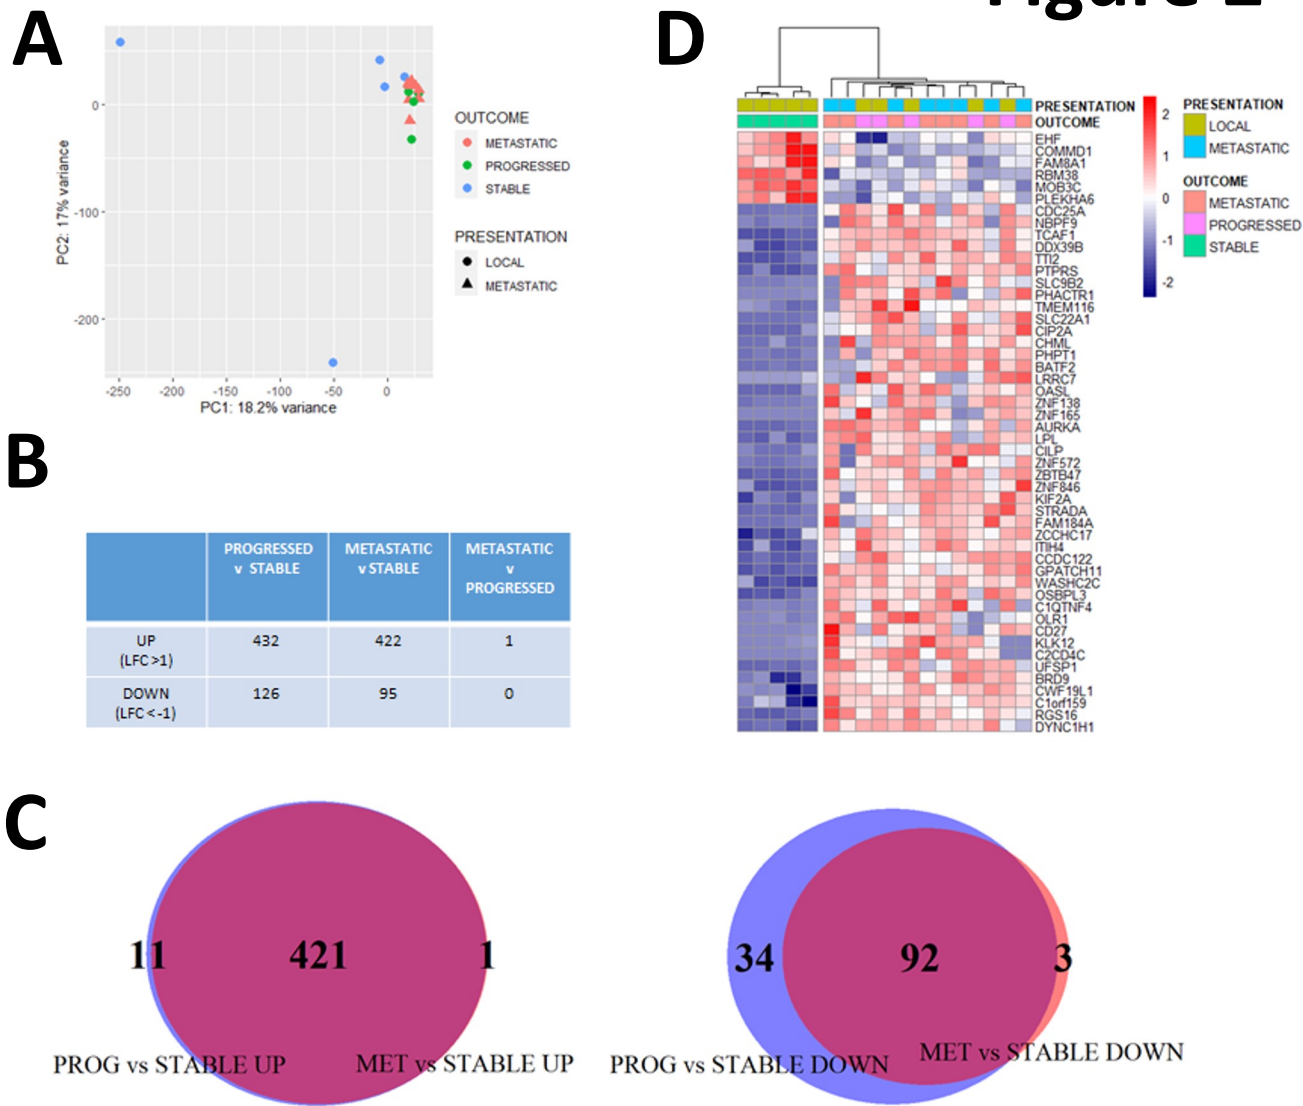 A
0
-100
-200
PC2: 17% variance
-250 -200 -150 -100 -50 0
PC1: 18.2% variance
OUTCOME
METASTATIC
PROGRESSED
STABLE
PRESENTATION
LOCAL
METASTATIC
B
PROGRESSED v STABLE
METASTATIC v STABLE
METASTATIC v PROGRESSED
UP (LFC >1) 432 422 1
DOWN (LFC < -1) 126 95 0
C
11 421 1
PROG vs STABLE UP MET vs STABLE UP
34 92 3
PROG vs STABLE DOWN MET vs STABLE DOWN
D
PRESENTATION
OUTCOME
EHF
COMMD1
FAM8A1
RBM38
MOB3C
PLEKHA6
CDC25A
NBPF9
TCAF1
DDX39B
TTI2
PTPRS
SLC9B2
PHACTR1
TMEM116
SLC22A1
CIP2A
CHML
PHPT1
BATF2
LRRC7
OASL
ZNF138
ZNF165
AURKA
LPL
CILP
ZNF572
ZBTB47
ZNF846
KIF2A
STRADA
FAM184A
ZCCHC17
ITIH4
CCDC122
GPATCH11
WASHC2C
OSBPL3
C1QTNF4
OLR1
CD27
KLK12
C2CD4C
UFSP1
BRD9
CWF19L1
C1orf159
RGS16
DYNC1H1
2
1
0
-1
-2
PRESENTATION
LOCAL
METASTATIC
OUTCOME
METASTATIC
PROGRESSED
STABLE